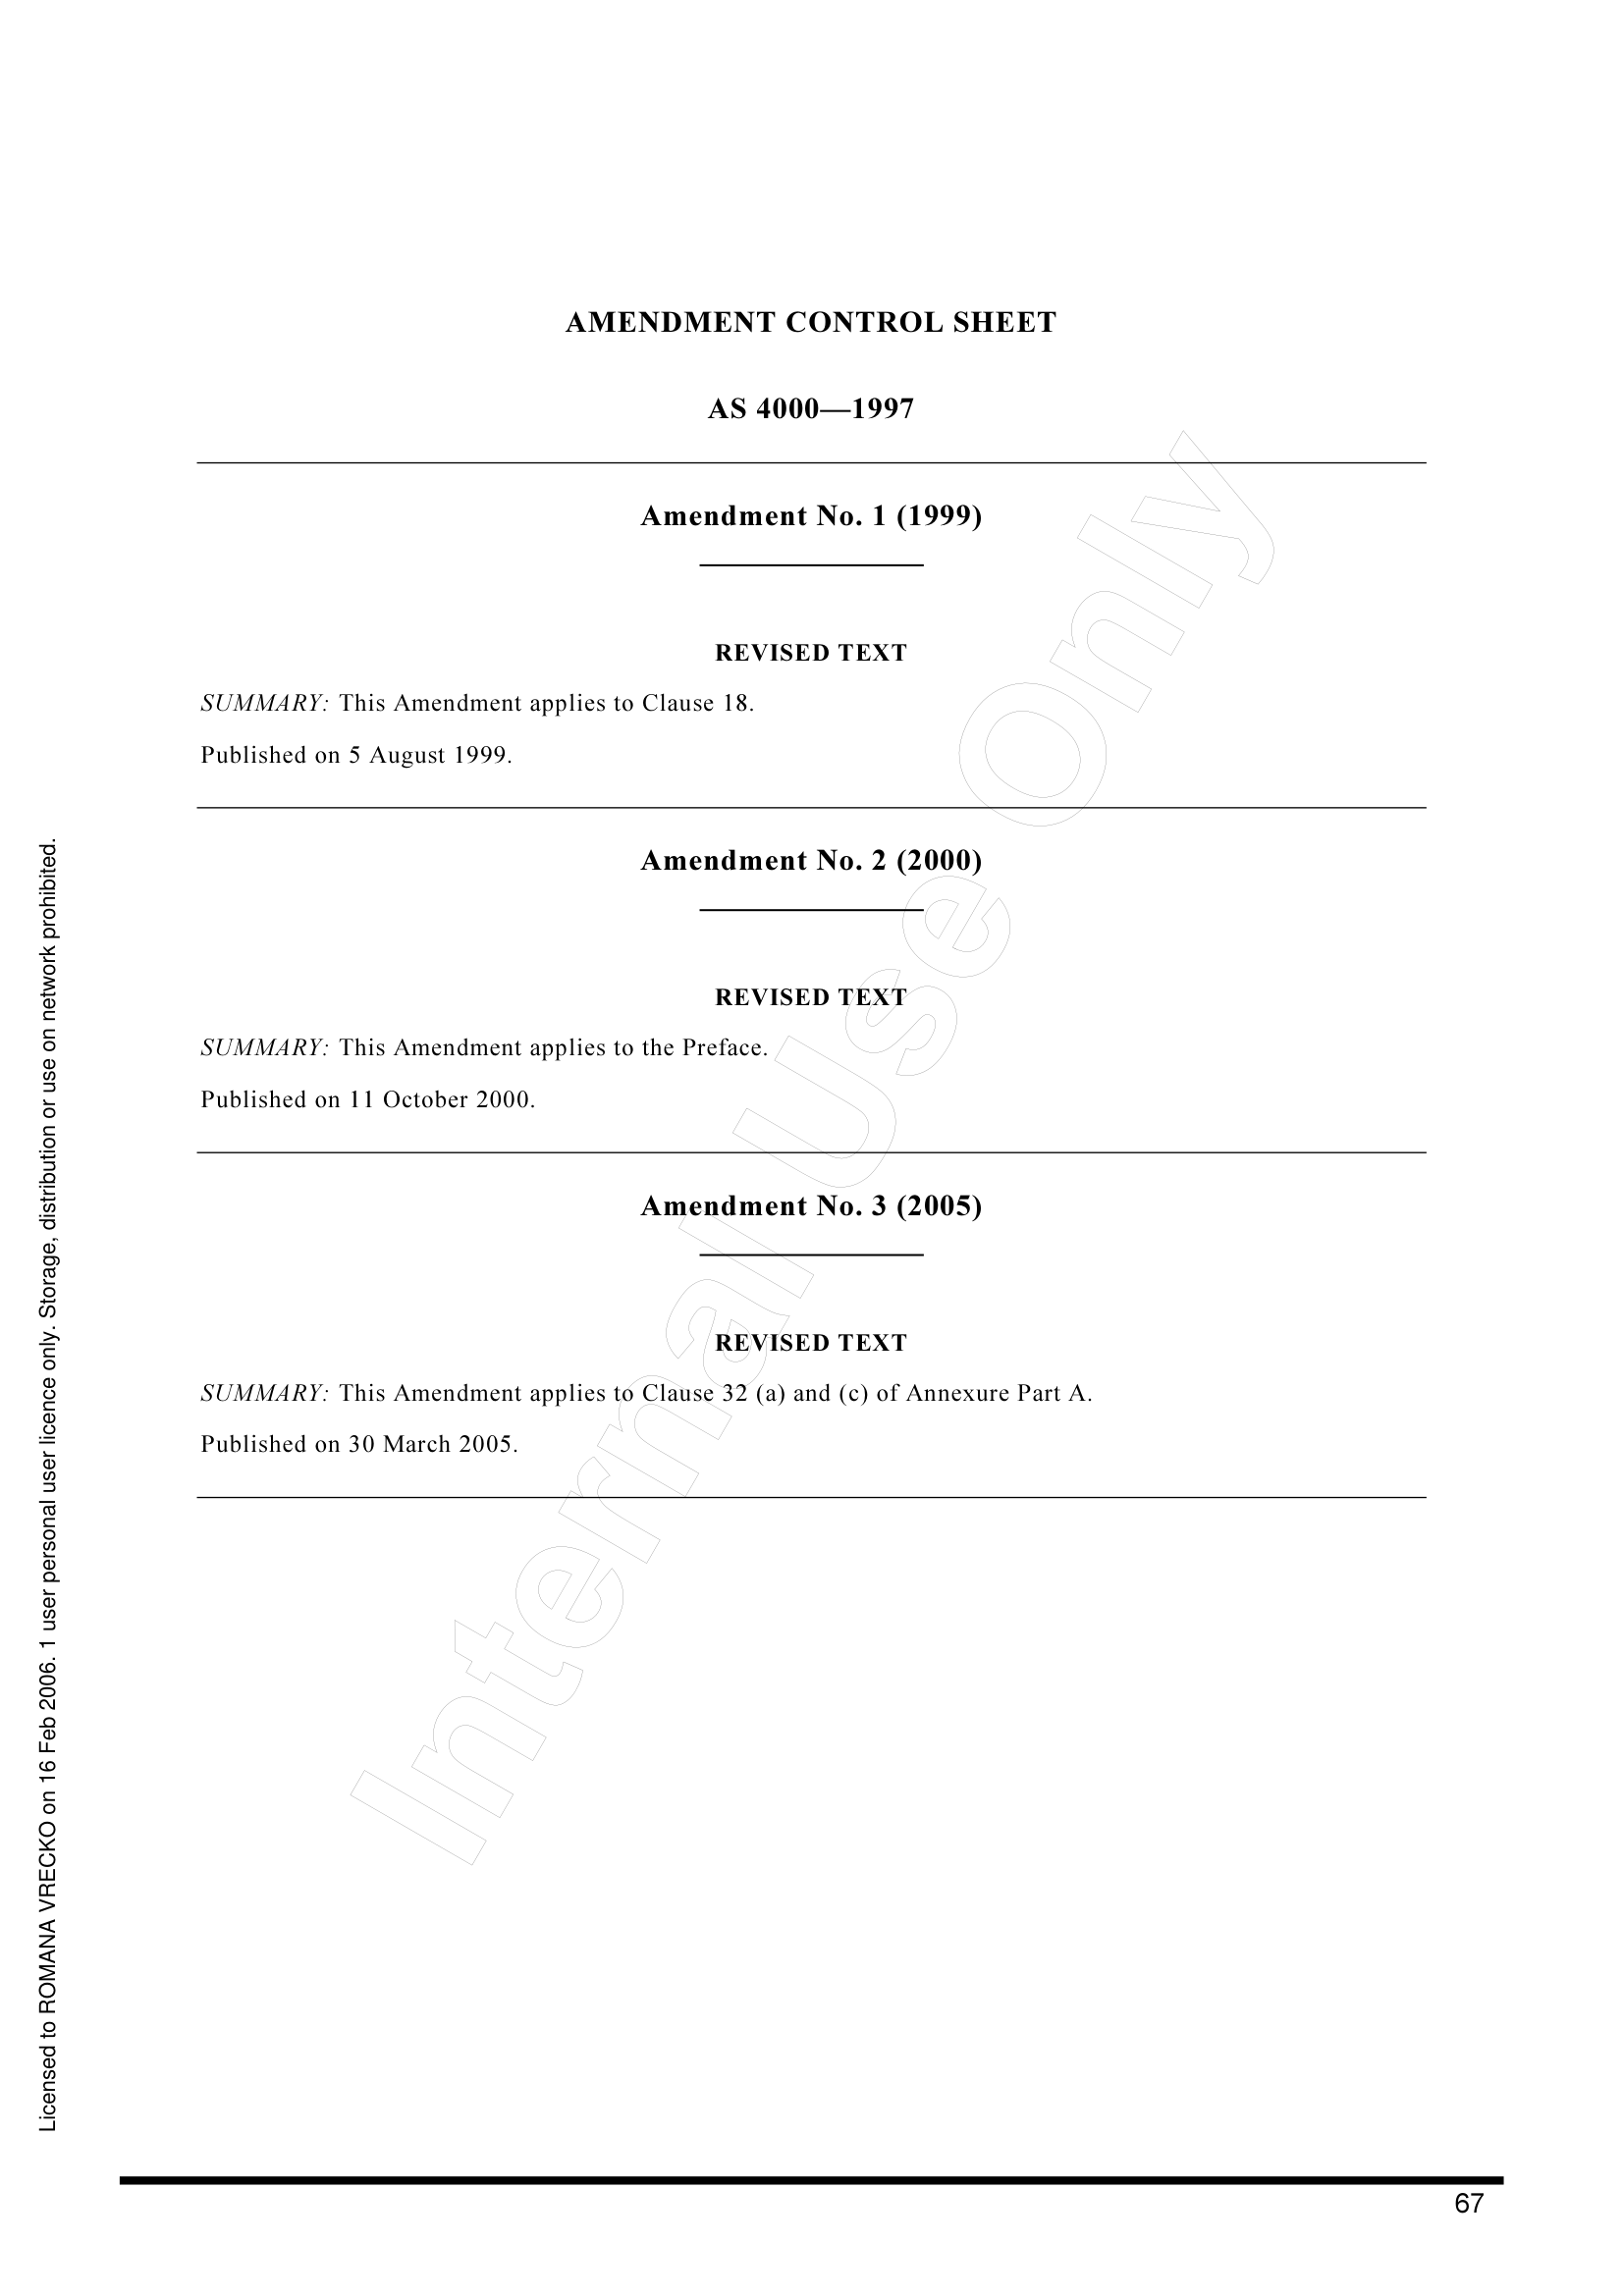 AMENDMENT CONTROL SHEET
AS 4000—1997
Amendment No. 1 (1999)
REVISED TEXT
SUMMARY: This Amendment applies to Clause 18.
Published on 5 August 1999.
Amendment No. 2 (2000)
REVISED TEXT
SUMMARY: This Amendment applies to the Preface.
Published on 11 October 2000.
Amendment No. 3 (2005)
REVISED TEXT
SUMMARY: This Amendment applies to Clause 32 (a) and (c) of Annexure Part A.
Published on 30 March 2005.
Internal Use Only
Licensed to ROMANA VRECKO on 16 Feb 2006. 1 user personal user licence only. Storage, distribution or use on network prohibited.
67